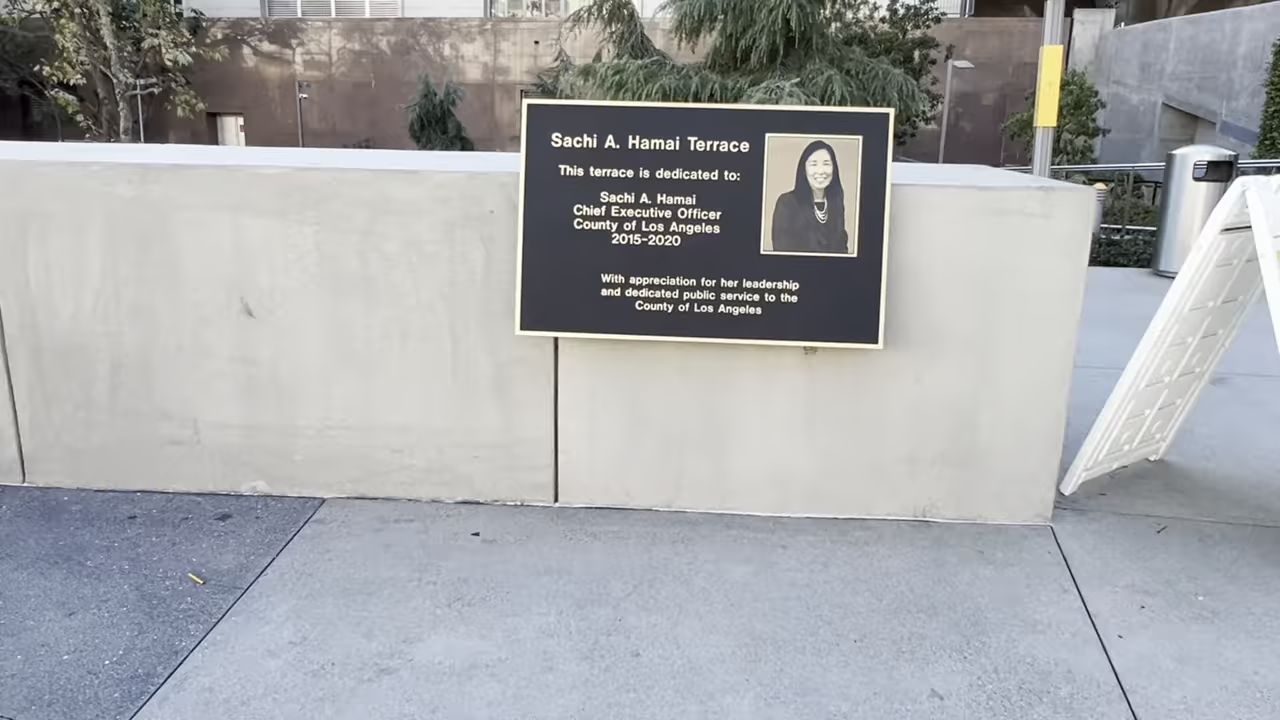 Sachi A. Hamai Terrace
This terrace is dedicated to:
Sachi A. Hamai
Chief Executive Officer
County of Los Angeles
2015-2020
With appreciation for her leadership
and dedicated public service to the
County of Los Angeles